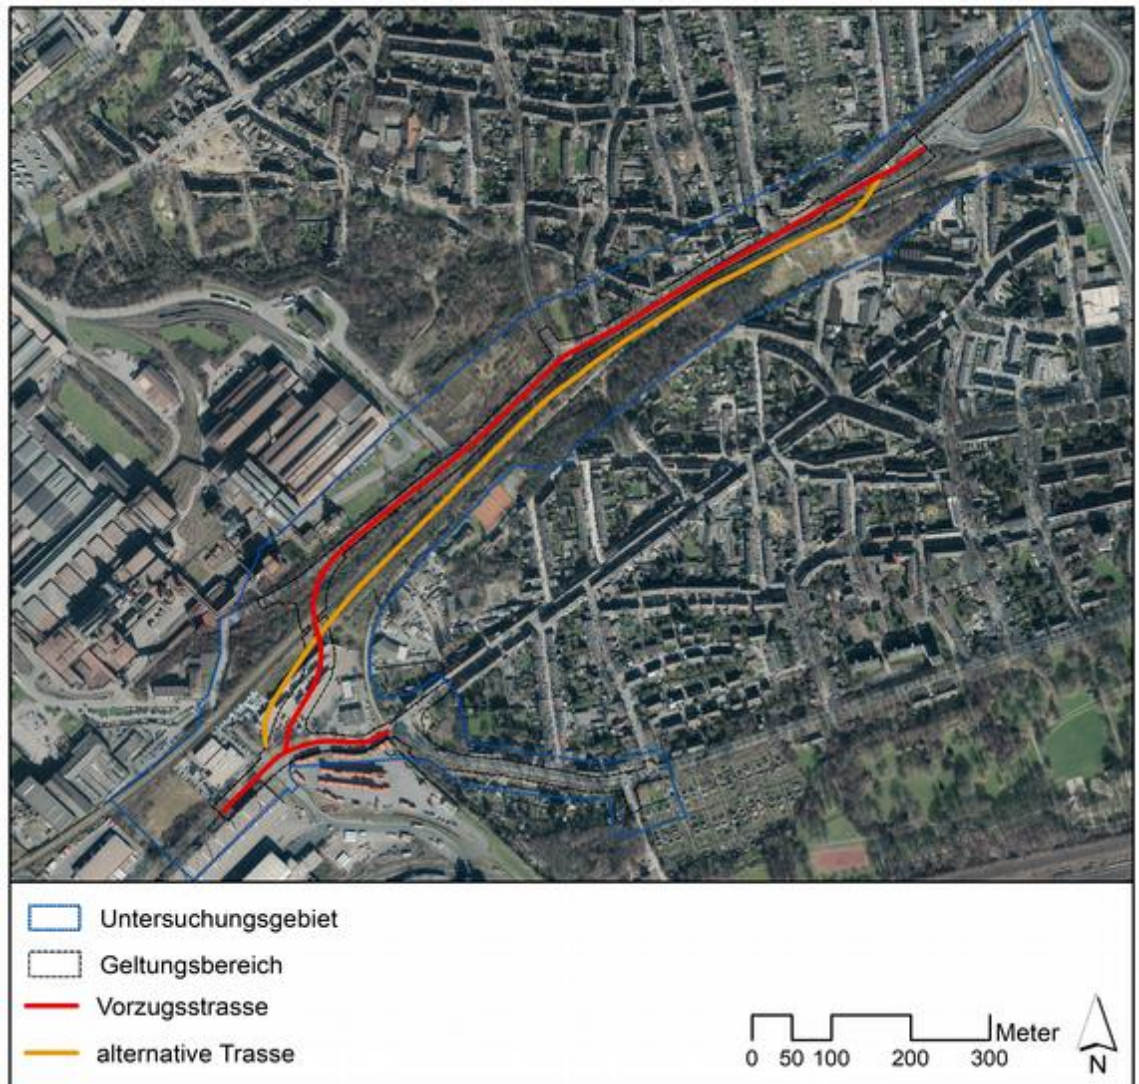 Untersuchungsgebiet
Geltungsbereich
Vorzugsstrasse
alternative Trasse
0 50 100 200 300 Meter
N